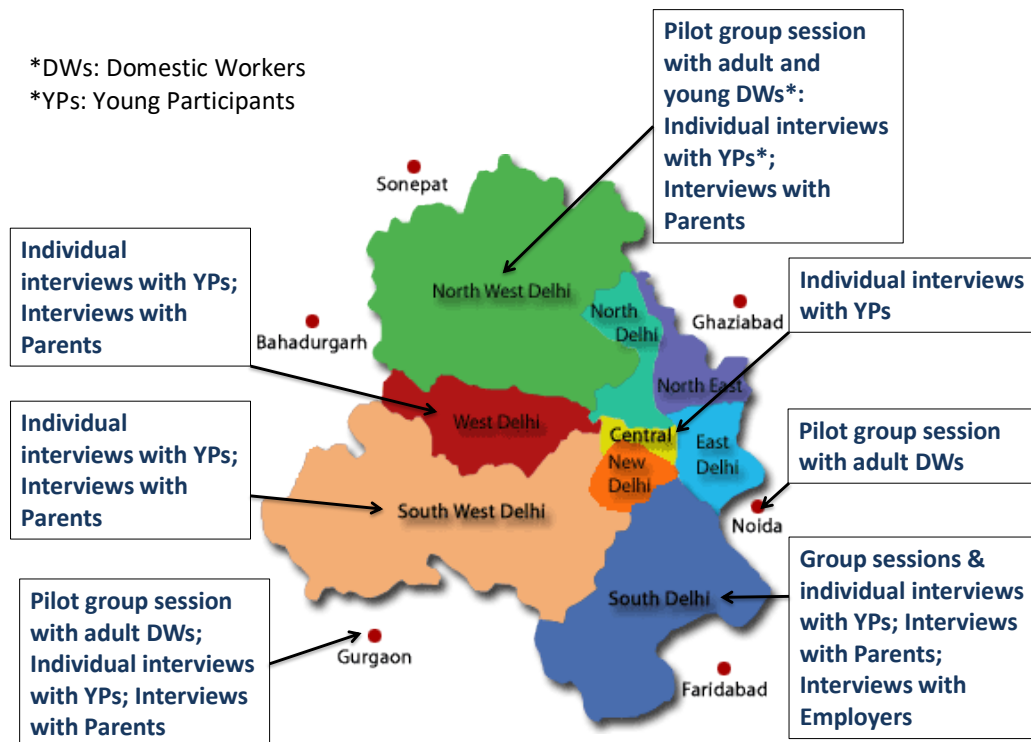 *DWs: Domestic Workers
*YPs: Young Participants
Pilot group session
with adult and
young DWs*:
Individual interviews
with YPs*;
Interviews with
Parents
Sonepat
Individual
interviews with YPs;
Interviews with
Parents
North West Delhi
North
Delhi
Ghaziabad
Individual interviews
with YPs
Bahadurgarh
North East
West Delhi
Central
East
Delhi
New
Delhi
Pilot group session
with adult DWs
Individual
interviews with YPs;
Interviews with
Parents
South West Delhi
Noida
Group sessions &
individual interviews
with YPs; Interviews
with Parents;
Interviews with
Employers
South Delhi
Pilot group session
with adult DWs;
Individual interviews
with YPs; Interviews
with Parents
Gurgaon
Faridabad